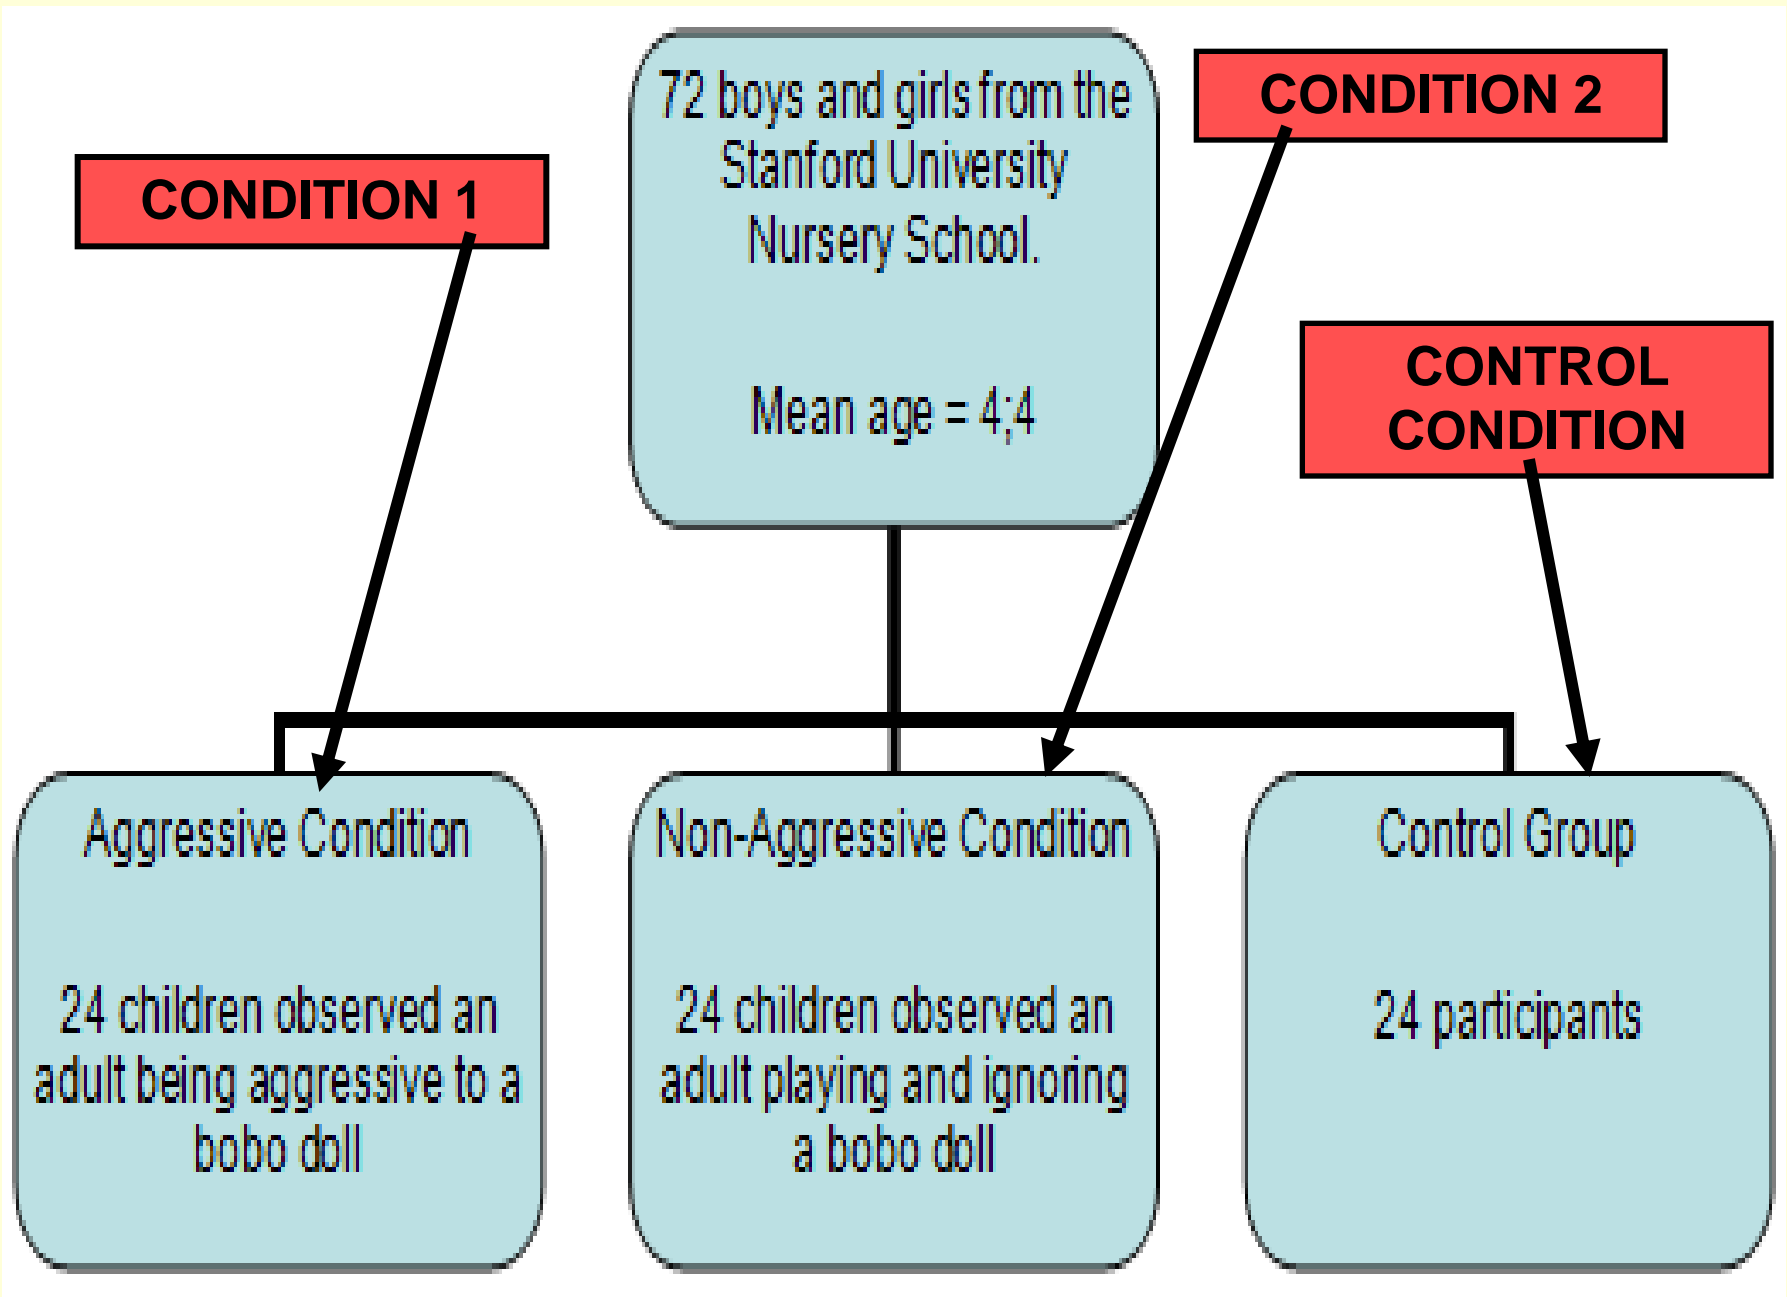 72 boys and girls from the
Stanford University
Nursery School.
Mean age = 4;4
CONDITION 1
CONDITION 2
CONTROL
CONDITION
Aggressive Condition
24 children observed an
adult being aggressive to a
bobo doll
Non-Aggressive Condition
24 children observed an
adult playing and ignoring
a bobo doll
Control Group
24 participants